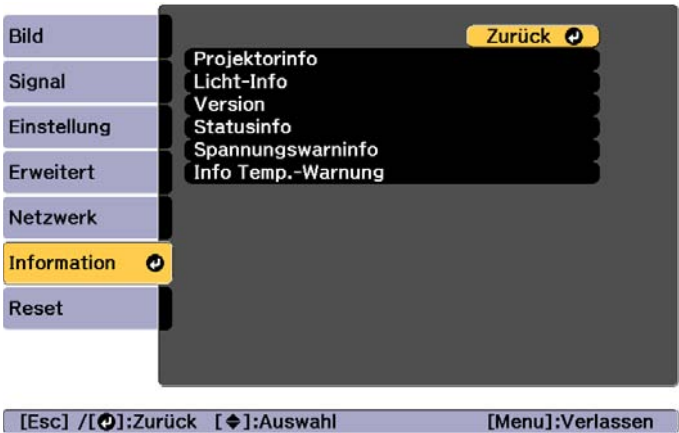 Bild
Signal
Einstellung
Erweitert
Netzwerk
Information
Reset
Zurück
Projektorinfo
Licht-Info
Version
Statusinfo
Spannungswarninfo
Info Temp.-Warnung
[Esc] /[⏎]:Zurück [◆]:Auswahl [Menu]:Verlassen